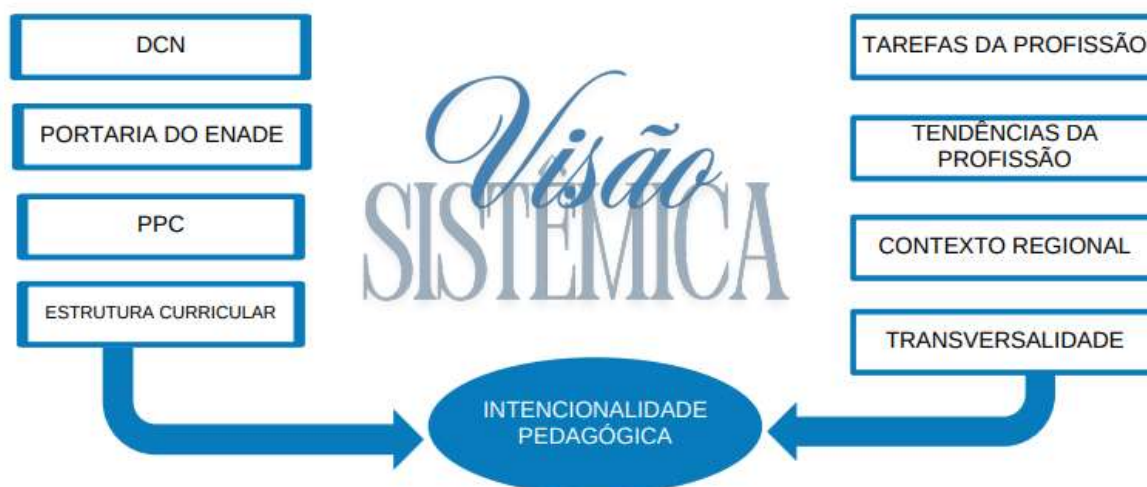 DCN
PORTARIA DO ENADE
PPC
ESTRUTURA CURRICULAR
Visão
SISTÊMICA
TAREFAS DA PROFISSÃO
TENDÊNCIAS DA
PROFISSÃO
CONTEXTO REGIONAL
TRANSVERSALIDADE
INTENCIONALIDADE
PEDAGÓGICA